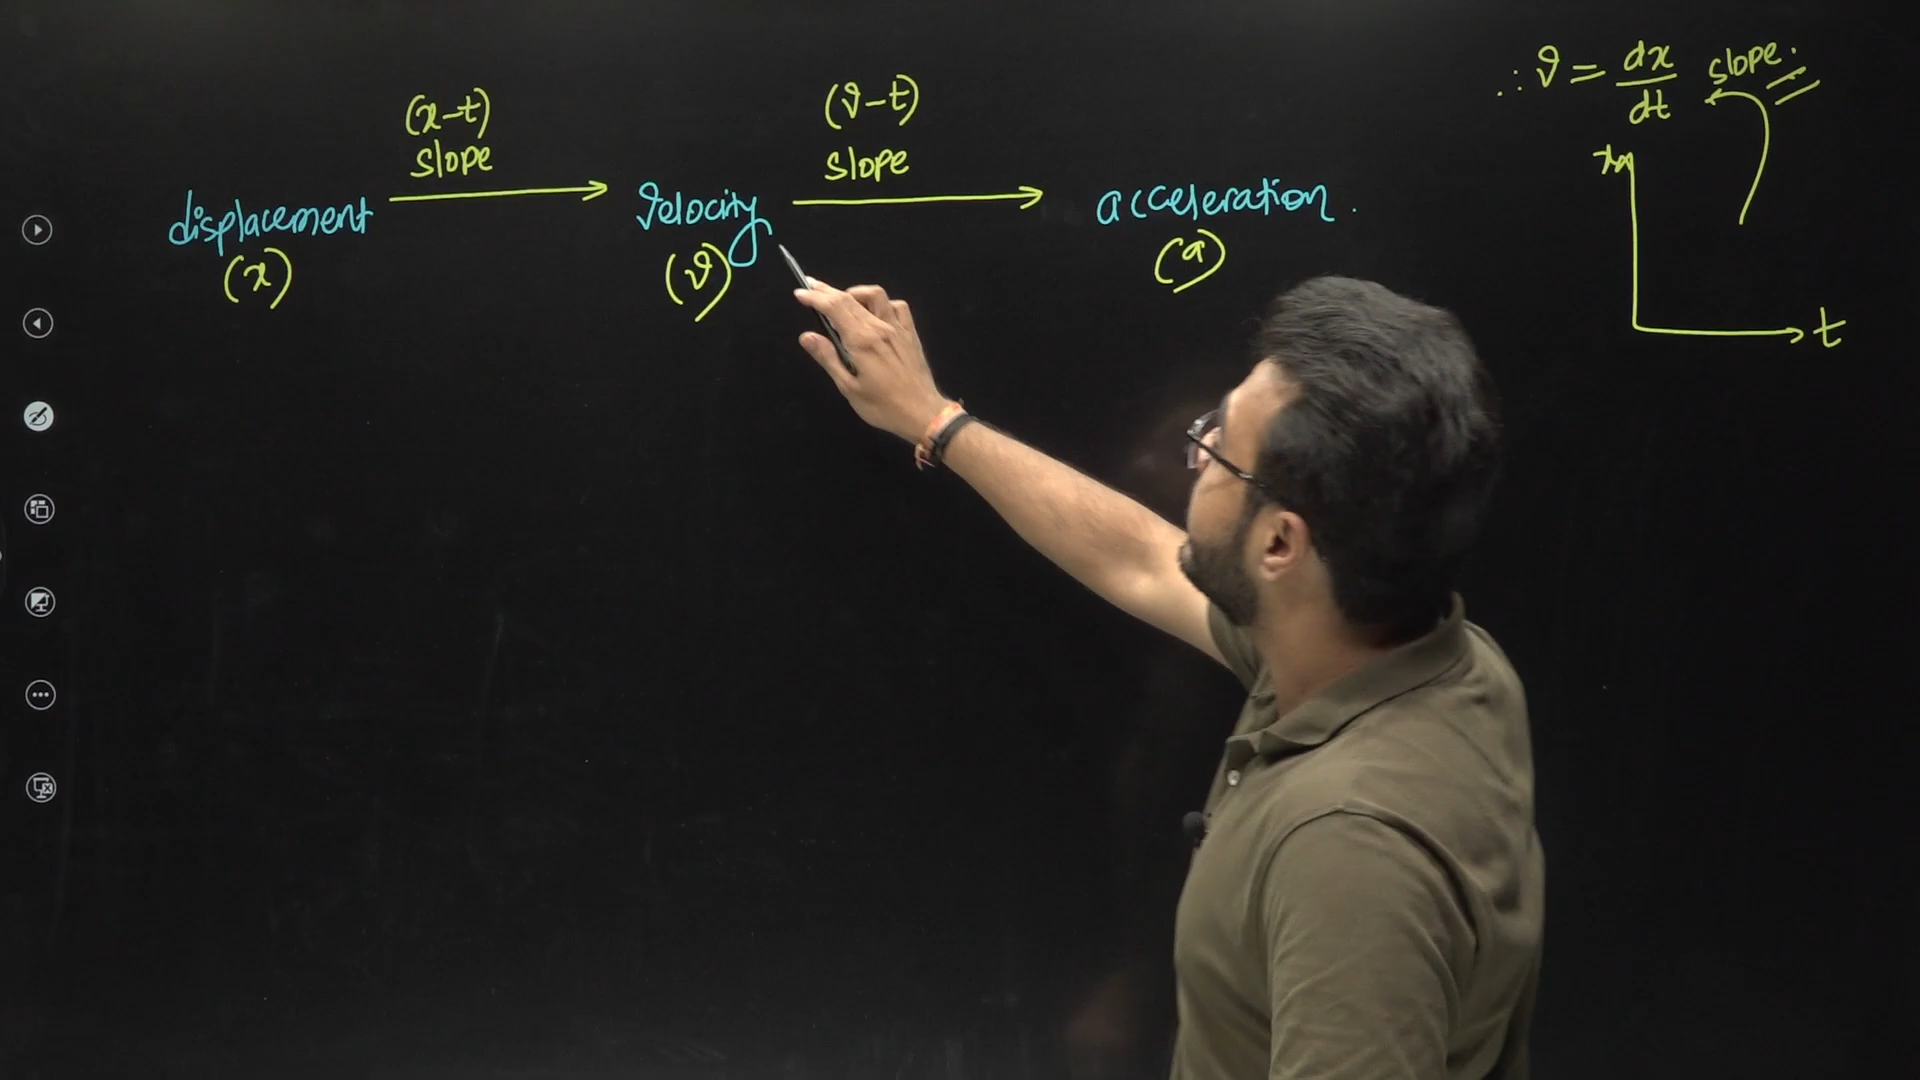 (x-t)
slope
(v-t)
slope
displacement
(x)
velocity
(v)
acceleration.
(a)
∴ v = dx/dt slope.
x
t